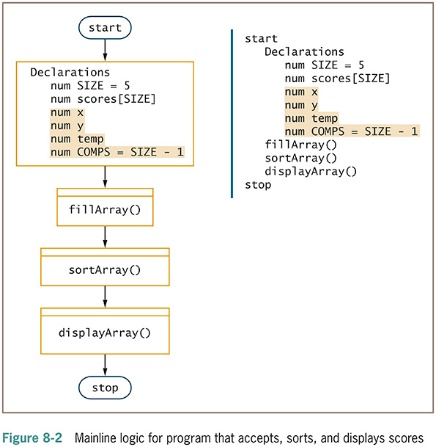 start
Declarations
num SIZE = 5
num scores[SIZE]
num x
num y
num temp
num COMPS = SIZE - 1
fillArray()
sortArray()
displayArray()
stop
start
Declarations
num SIZE = 5
num scores[SIZE]
num x
num y
num temp
num COMPS = SIZE - 1
fillArray()
sortArray()
displayArray()
stop
Figure 8-2 Mainline logic for program that accepts, sorts, and displays scores